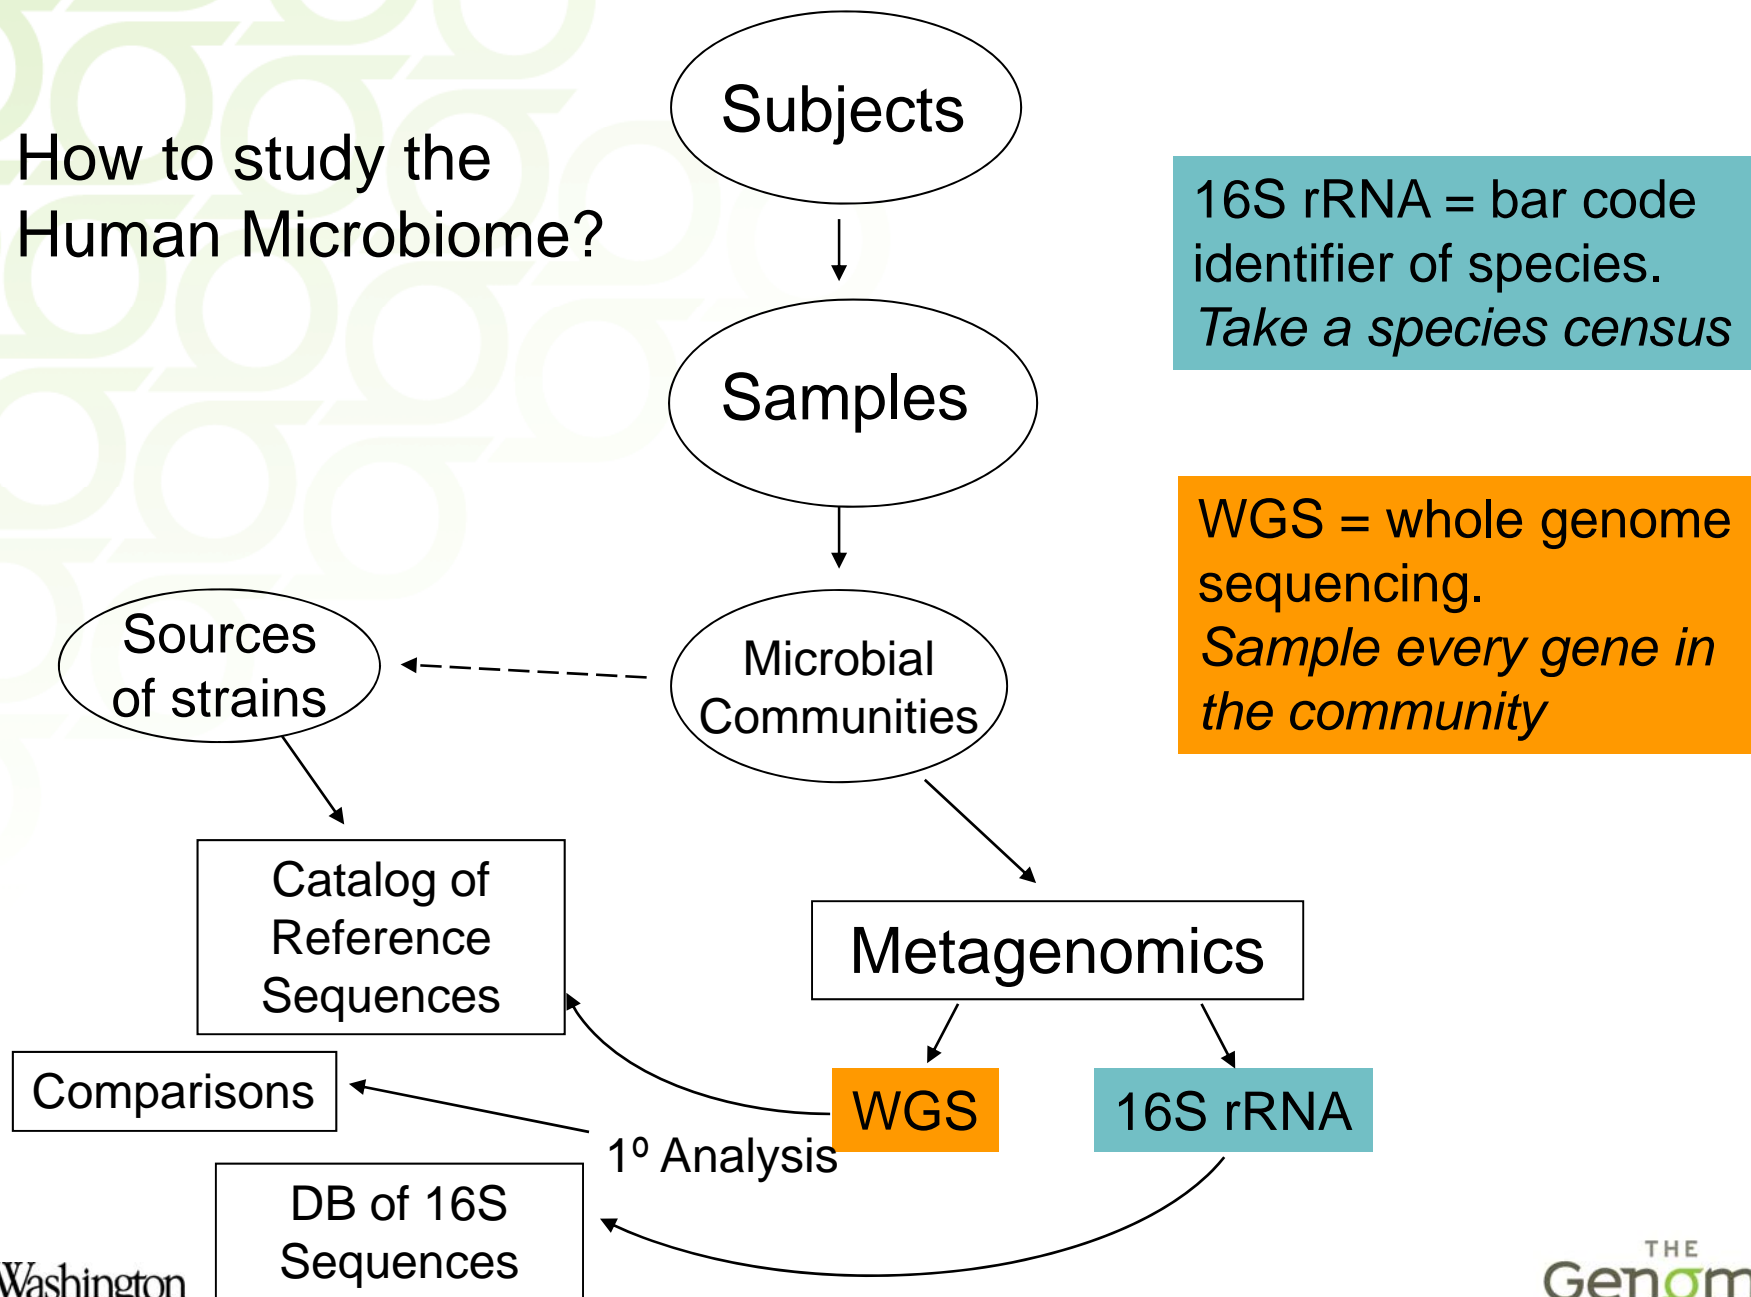 How to study the
Human Microbiome?
Subjects
Samples
16S rRNA = bar code
identifier of species.
Take a species census
WGS = whole genome
sequencing.
Sample every gene in
the community
Sources
of strains
Microbial
Communities
Catalog of
Reference
Sequences
Metagenomics
Comparisons
WGS
16S rRNA
1º Analysis
DB of 16S
Sequences
Washington
THE
Genom